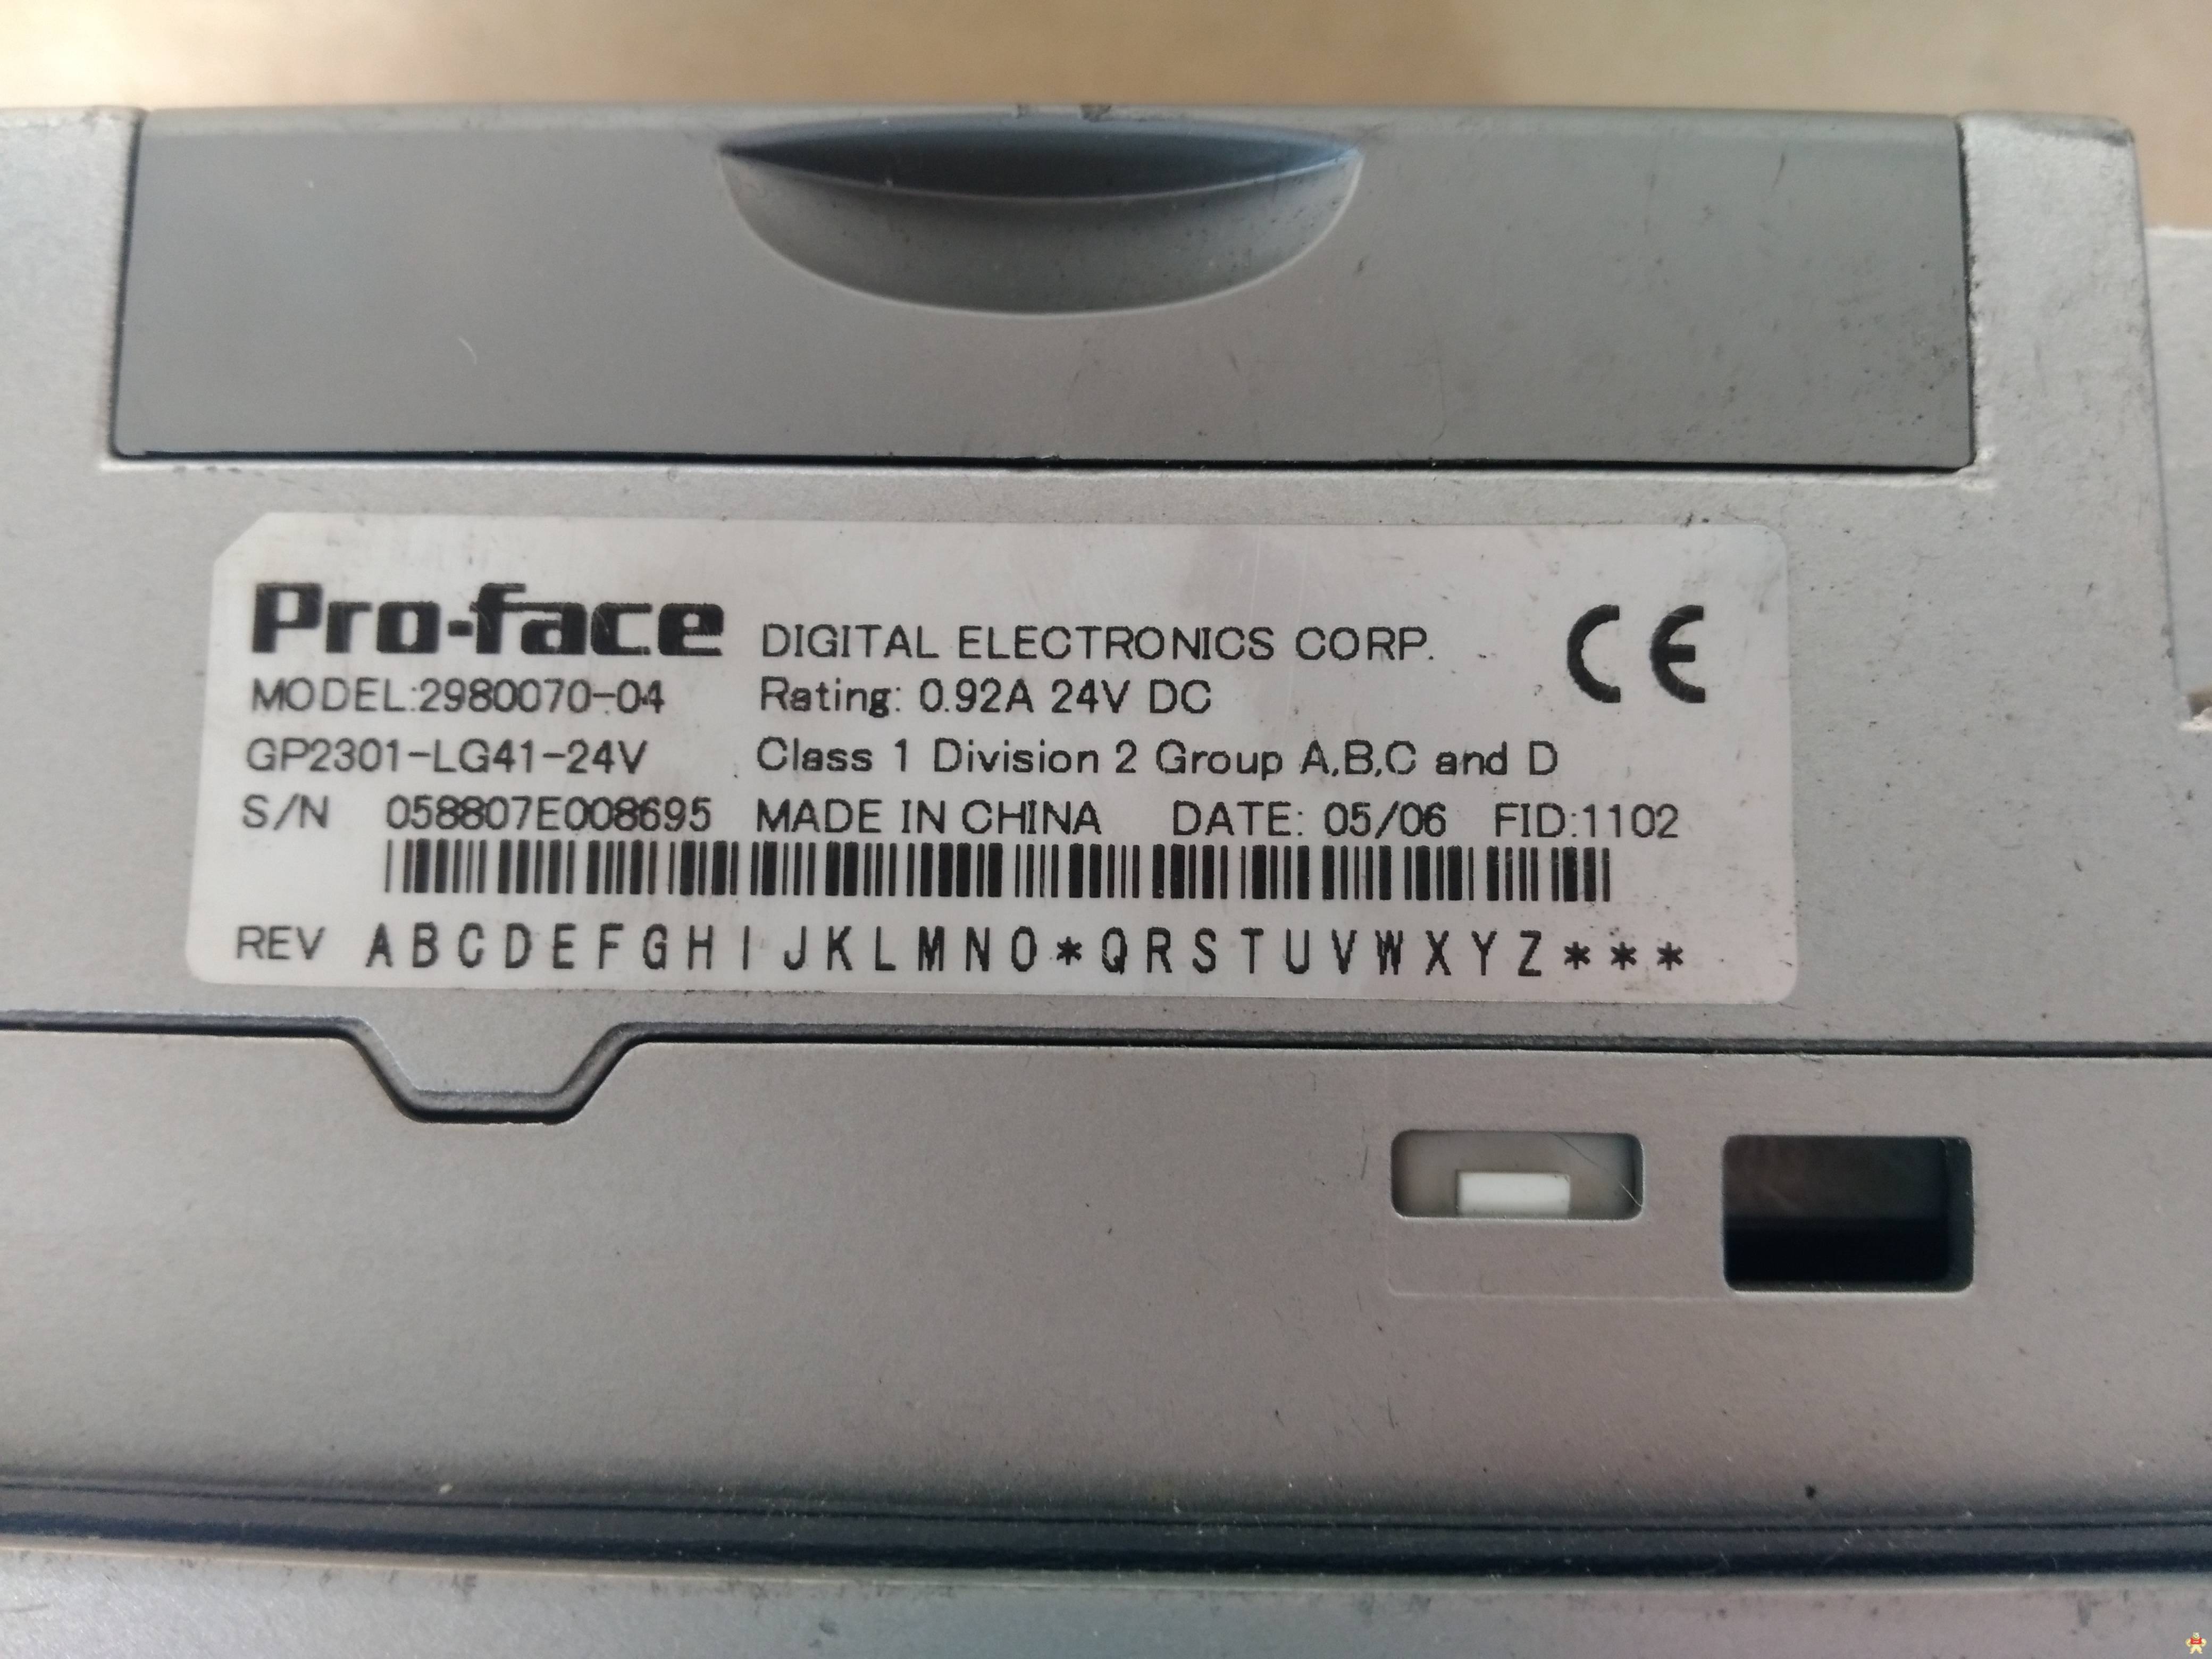 Pro-face DIGITAL ELECTRONICS CORP. CE
MODEL:2980070-04 Rating: 0.92A 24V DC
GP2301-LG41-24V Class 1 Division 2 Group A,B,C and D
S/N 058807E008695 MADE IN CHINA DATE: 05/06 FID:1102
REV A B C D E F G H I J K L M N O * Q R S T U V W X Y Z * * *